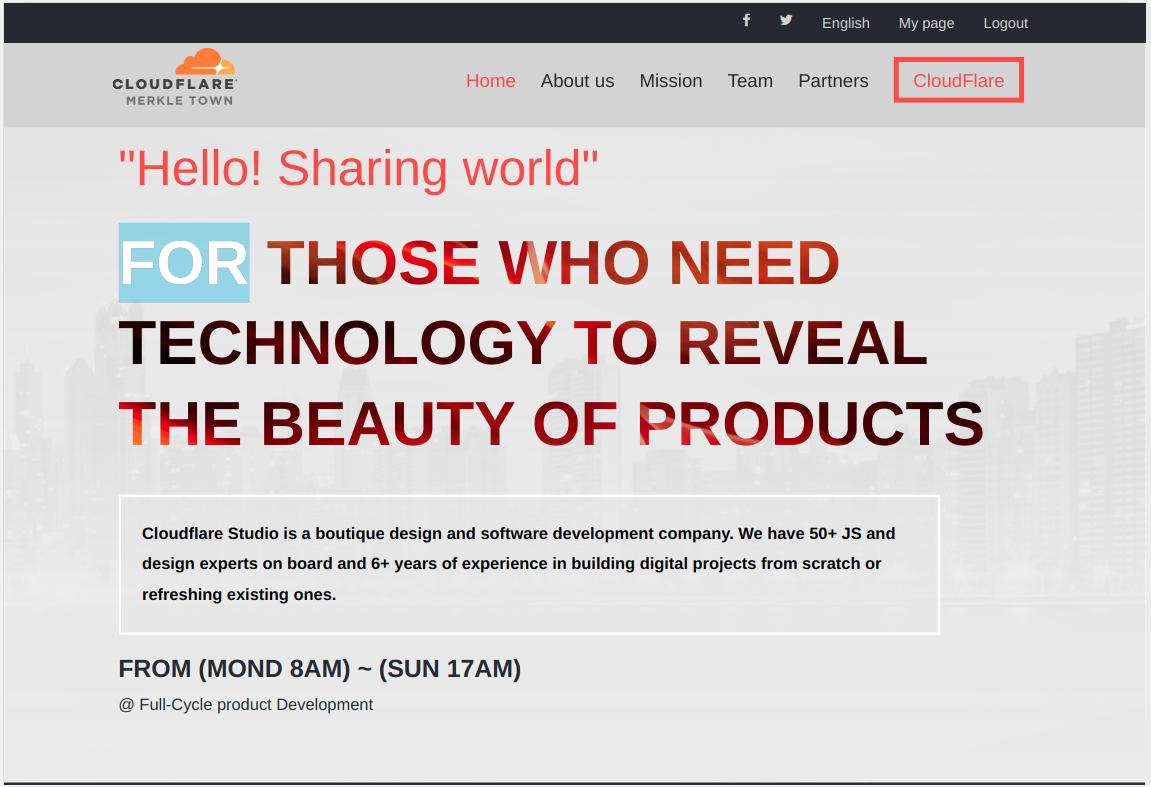 English My page Logout
CLOUDFLARE
MERKLE TOWN
Home About us Mission Team Partners CloudFlare
"Hello! Sharing world"
FOR THOSE WHO NEED
TECHNOLOGY TO REVEAL
THE BEAUTY OF PRODUCTS
Cloudflare Studio is a boutique design and software development company. We have 50+ JS and
design experts on board and 6+ years of experience in building digital projects from scratch or
refreshing existing ones.
FROM (MOND 8AM) ~ (SUN 17AM)
@ Full-Cycle product Development